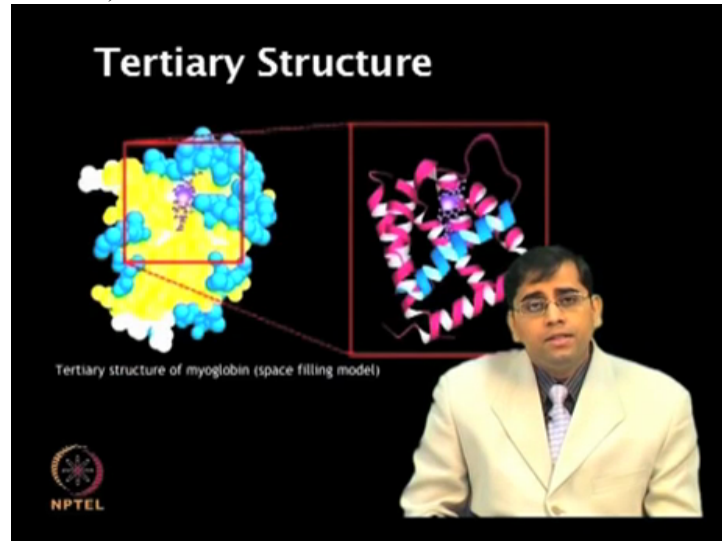 Tertiary Structure
Tertiary structure of myoglobin (space filling model)
NPTEL